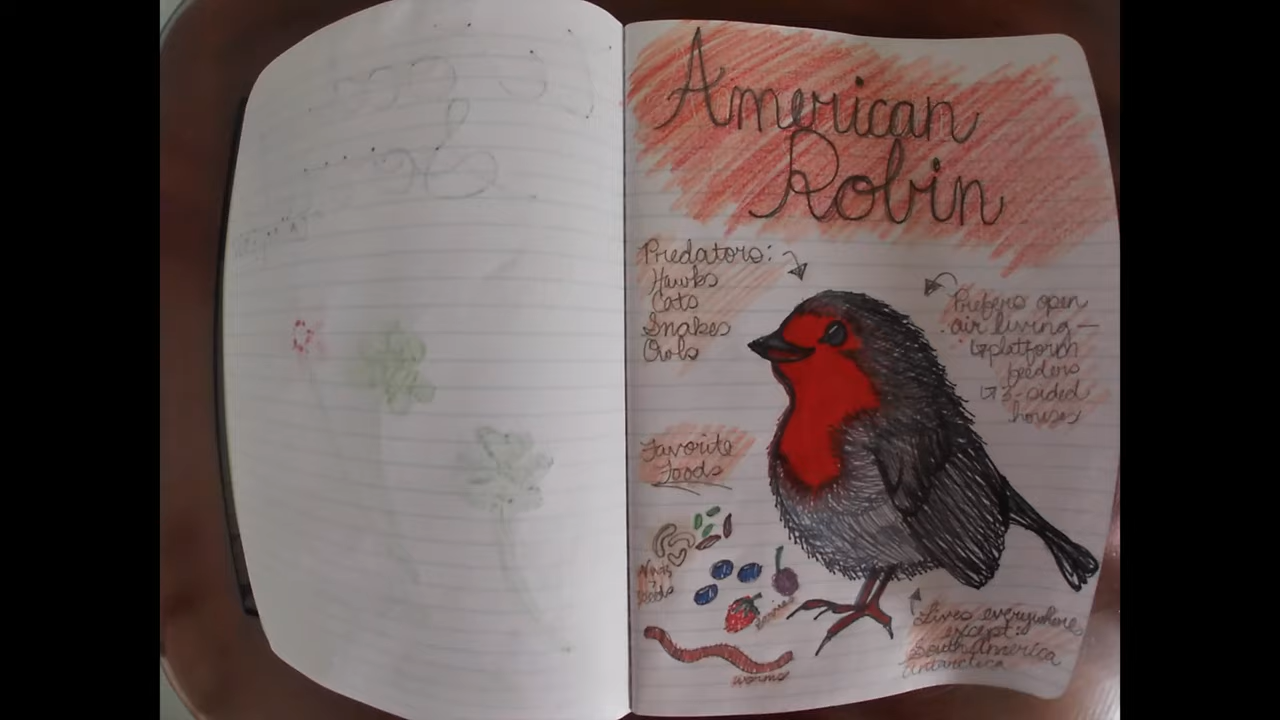 American
Robin
Predators:
Hawks
Cats
Snakes
Owls
Prefers open
air living —
↳platform
feeders
↳3-sided
houses
Favorite
Foods
Nuts
Seeds
Berries
worms
Lives everywhere
except:
South America
Antarctica